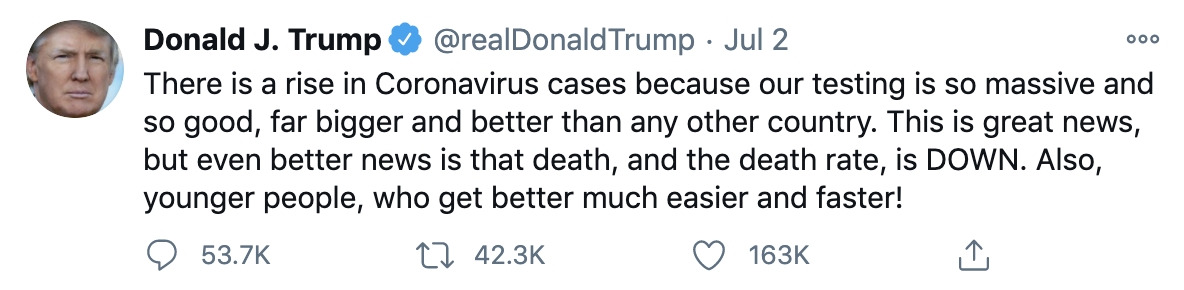 Donald J. Trump @realDonaldTrump · Jul 2
There is a rise in Coronavirus cases because our testing is so massive and
so good, far bigger and better than any other country. This is great news,
but even better news is that death, and the death rate, is DOWN. Also,
younger people, who get better much easier and faster!
53.7K 42.3K 163K